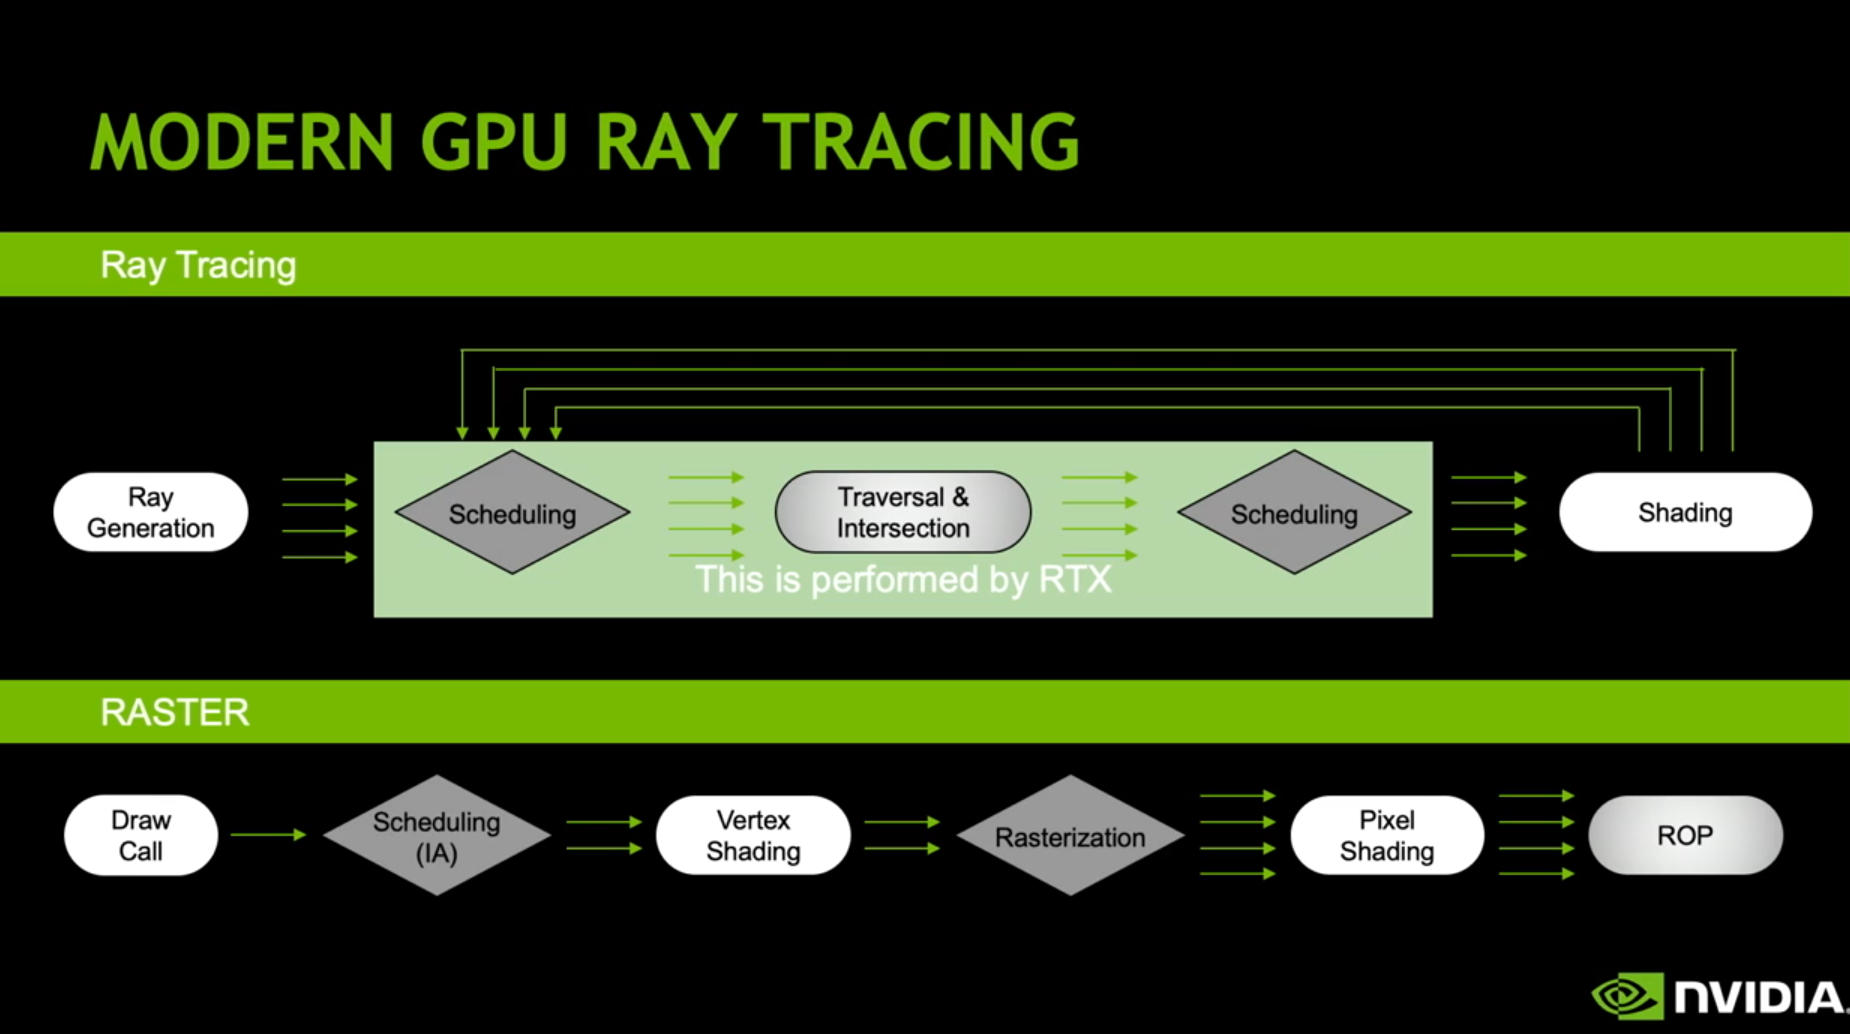 MODERN GPU RAY TRACING
Ray Tracing
Ray
Generation
Scheduling
Traversal &
Intersection
Scheduling
Shading
This is performed by RTX
RASTER
Draw
Call
Scheduling
(IA)
Vertex
Shading
Rasterization
Pixel
Shading
ROP
NVIDIA.